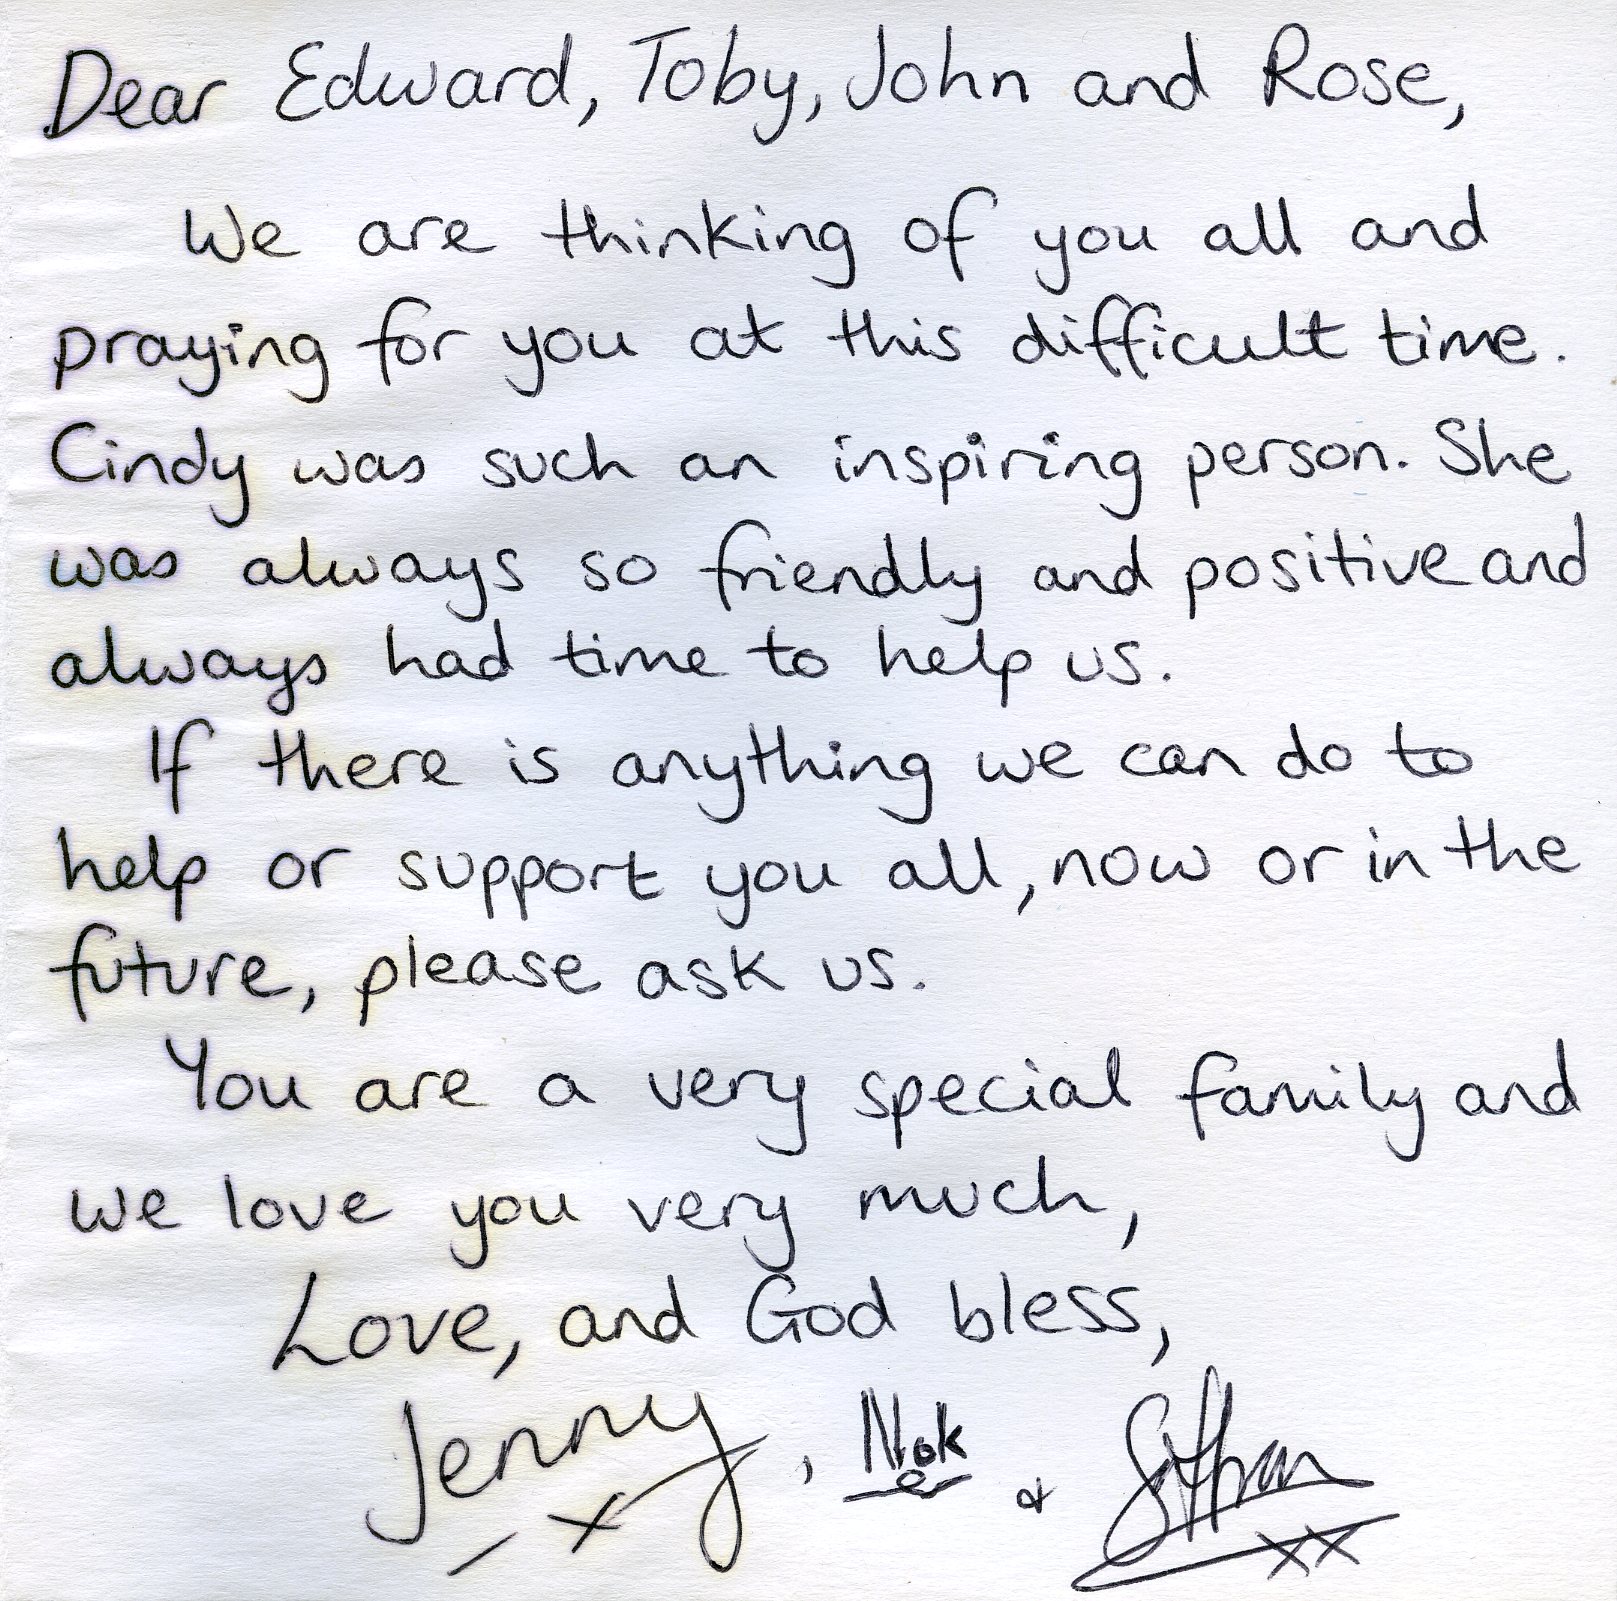 Dear Edward, Toby, John and Rose,
We are thinking of you all and
praying for you at this difficult time.
Cindy was such an inspiring person. She
was always so friendly and positive and
always had time to help us.
If there is anything we can do to
help or support you all, now or in the
future, please ask us.
You are a very special family and
we love you very much,
Love, and God bless,
Jenny, Nok &
x xx